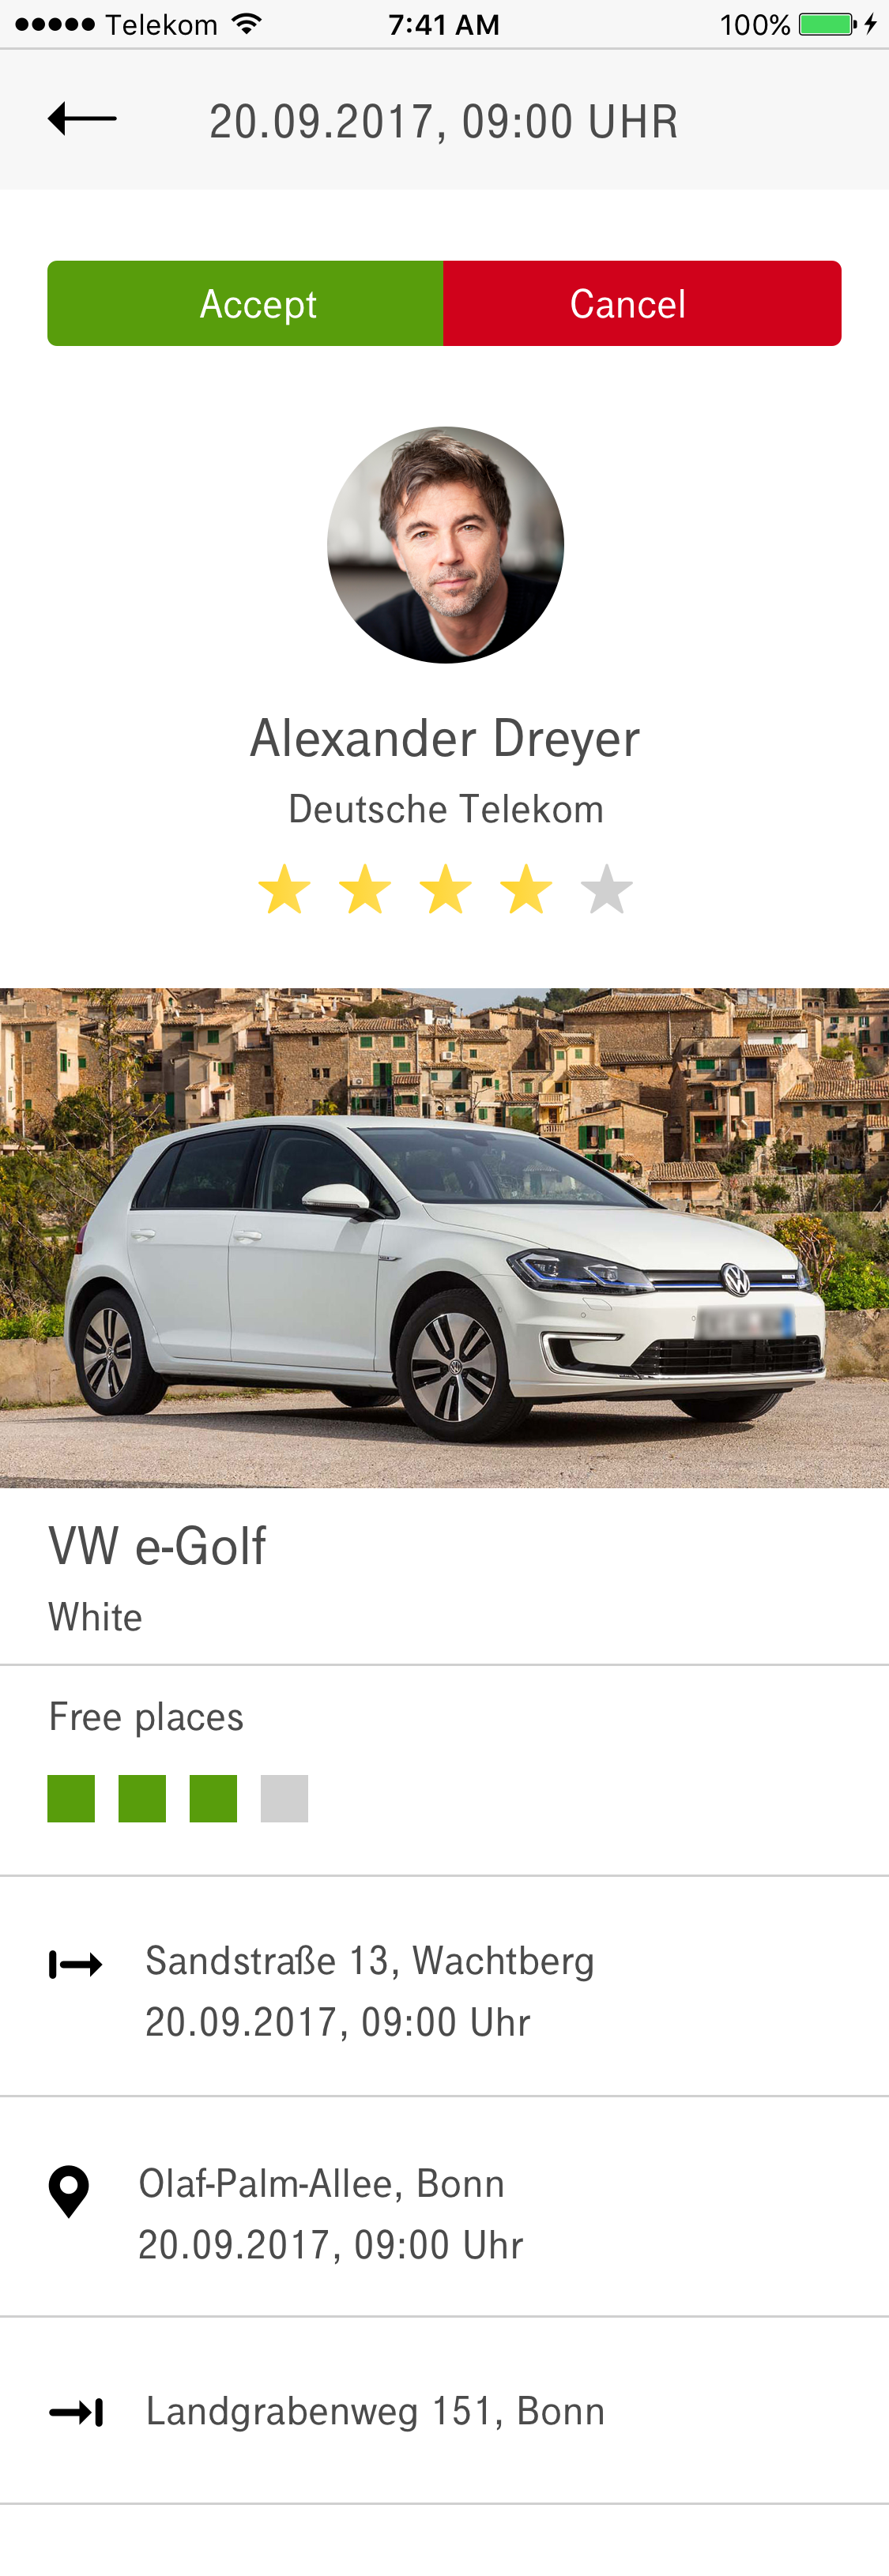 Telekom 7:41 AM 100%
20.09.2017, 09:00 UHR
Accept Cancel
Alexander Dreyer
Deutsche Telekom
VW e-Golf
White
Free places
Sandstraße 13, Wachtberg
20.09.2017, 09:00 Uhr
Olaf-Palm-Allee, Bonn
20.09.2017, 09:00 Uhr
Landgrabenweg 151, Bonn